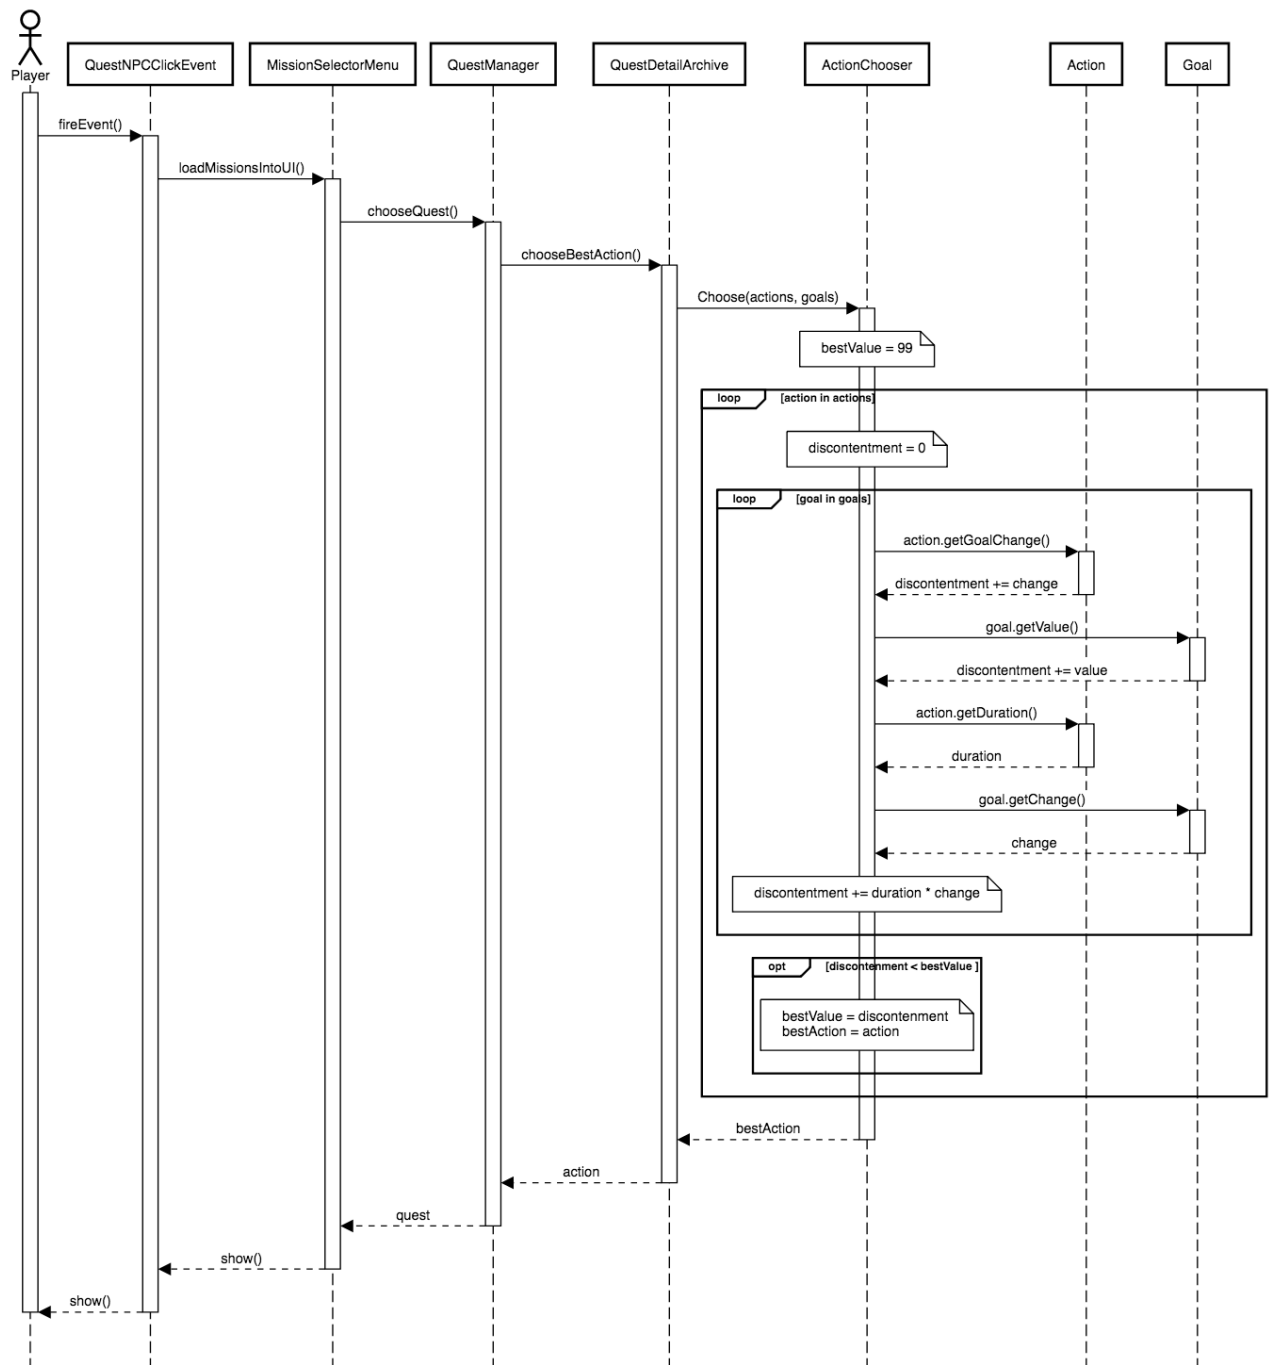 Player
QuestNPCClickEvent
MissionSelectorMenu
QuestManager
QuestDetailArchive
ActionChooser
Action
Goal
fireEvent()
loadMissionsIntoUI()
chooseQuest()
chooseBestAction()
Choose(actions, goals)
bestValue = 99
loop [action in actions]
discontentment = 0
loop [goal in goals]
action.getGoalChange()
discontentment += change
goal.getValue()
discontentment += value
action.getDuration()
duration
goal.getChange()
change
discontentment += duration * change
opt [discontenment < bestValue ]
bestValue = discontenment
bestAction = action
bestAction
action
quest
show()
show()